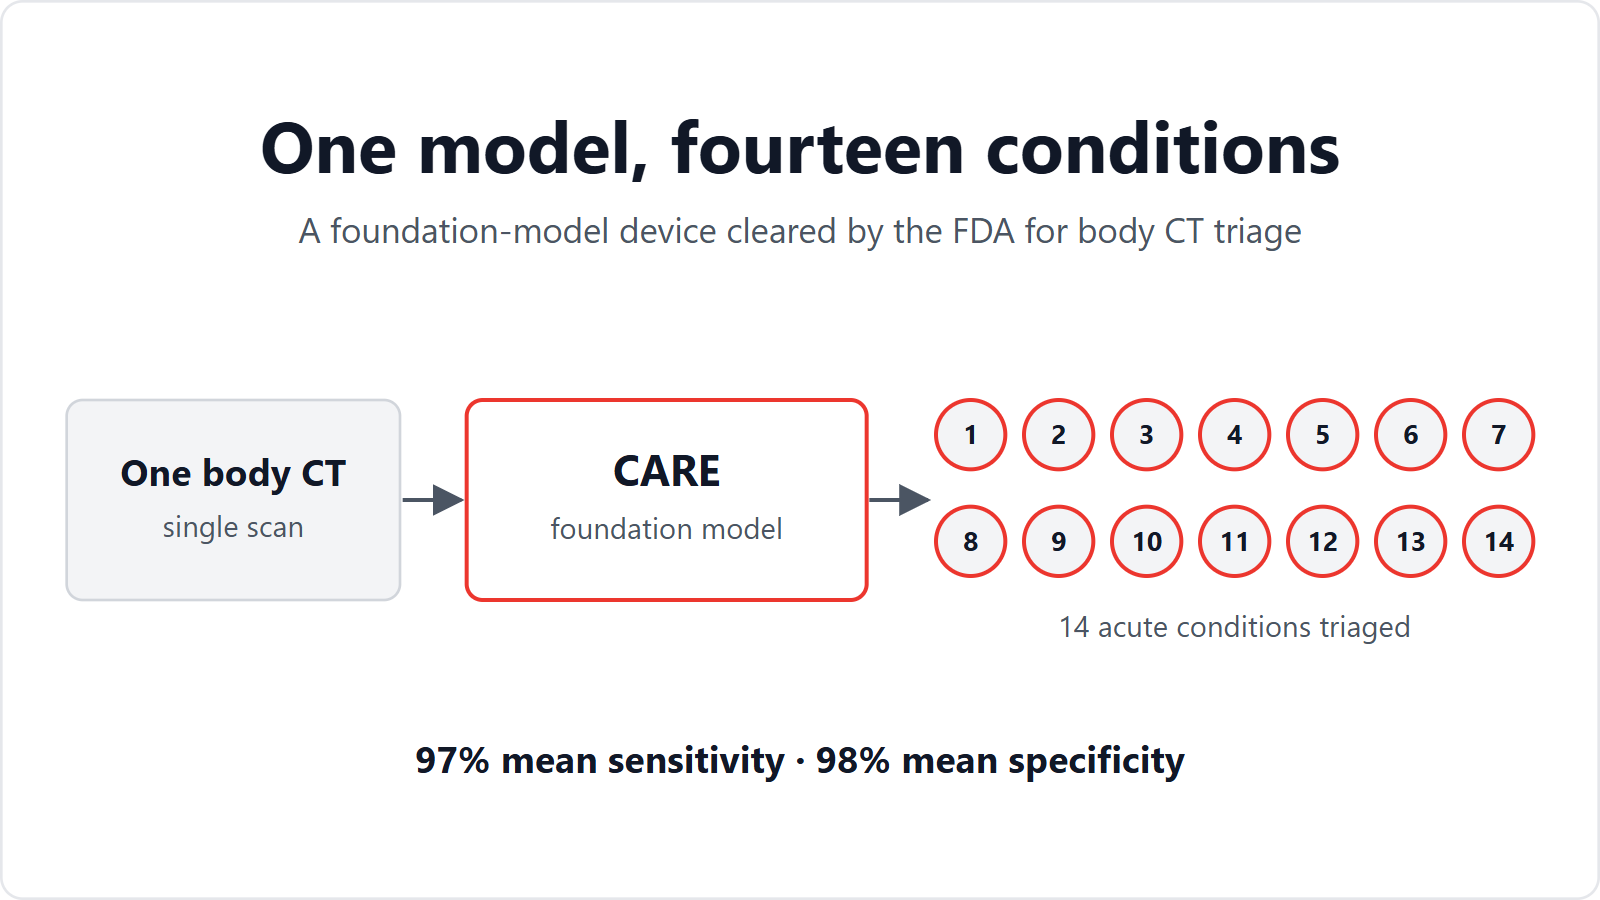 One model, fourteen conditions
A foundation-model device cleared by the FDA for body CT triage
One body CT
single scan
CARE
foundation model
1 2 3 4 5 6 7
8 9 10 11 12 13 14
14 acute conditions triaged
97% mean sensitivity · 98% mean specificity